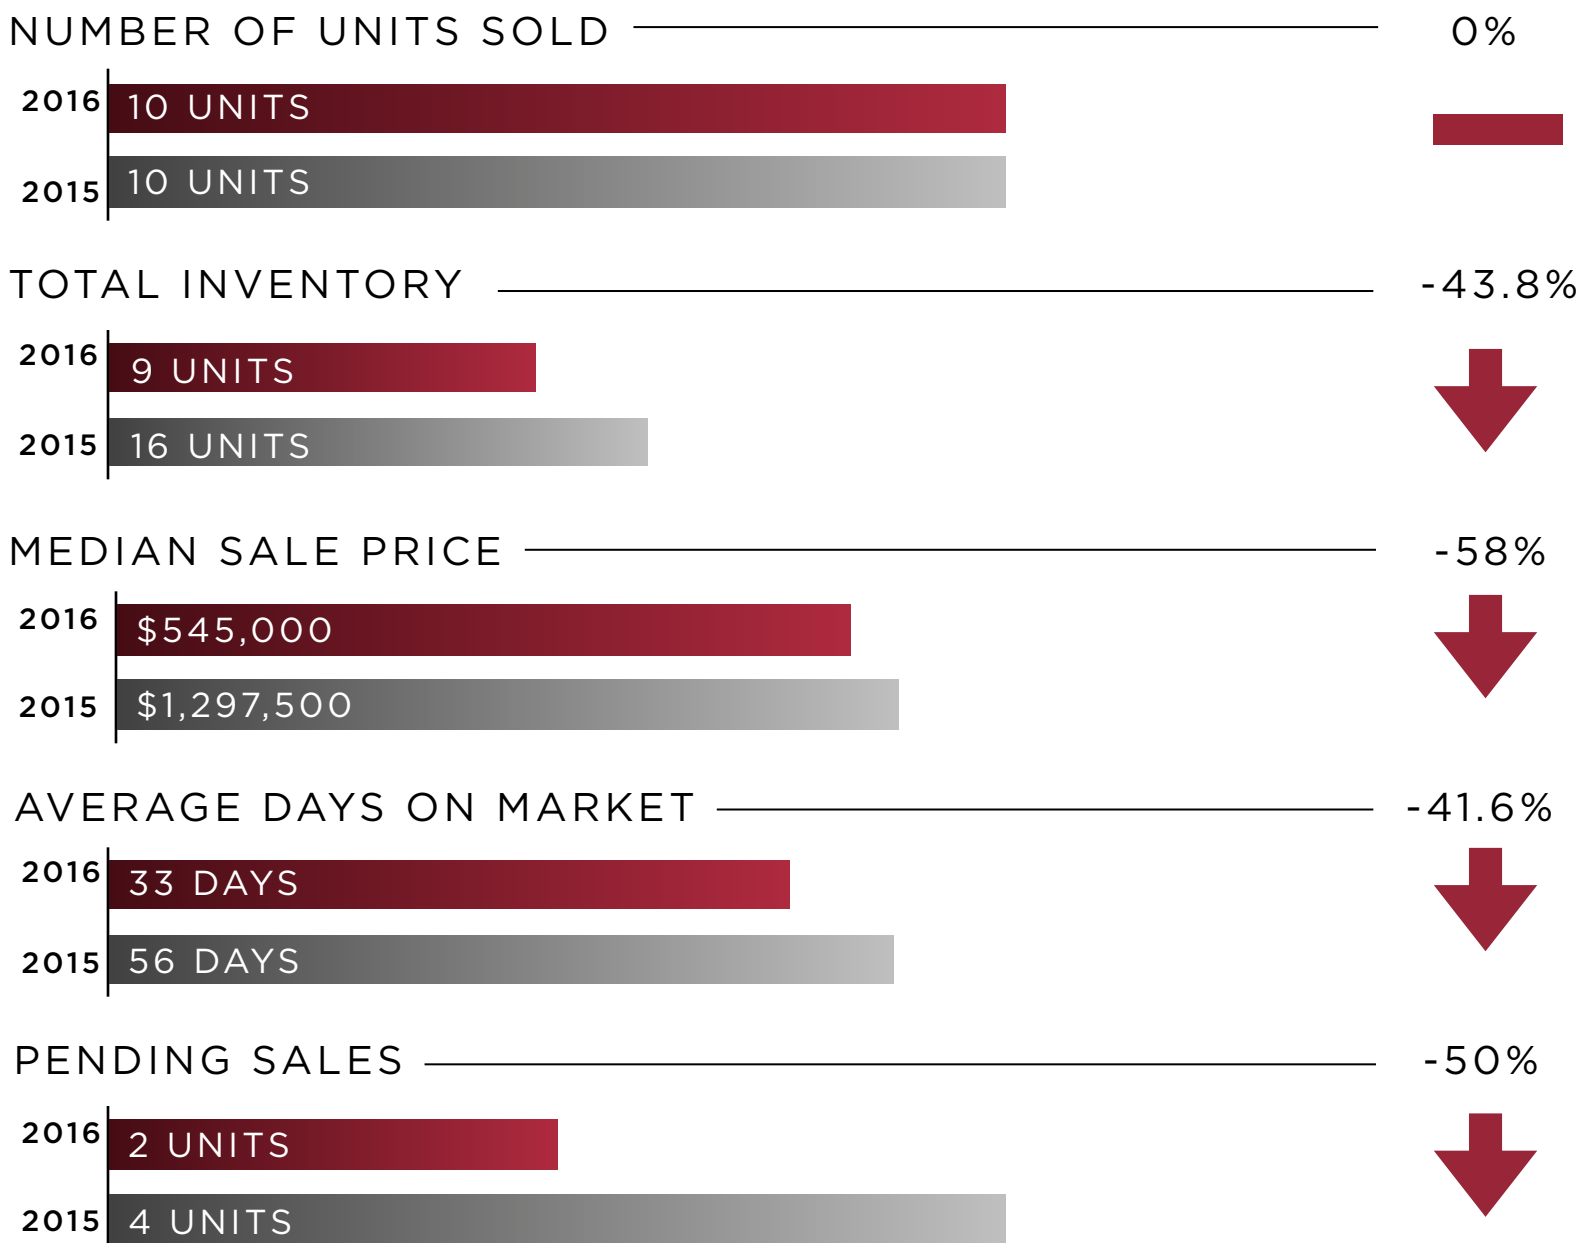 NUMBER OF UNITS SOLD 0%
2016 10 UNITS
2015 10 UNITS
TOTAL INVENTORY -43.8%
2016 9 UNITS
2015 16 UNITS
MEDIAN SALE PRICE -58%
2016 $545,000
2015 $1,297,500
AVERAGE DAYS ON MARKET -41.6%
2016 33 DAYS
2015 56 DAYS
PENDING SALES -50%
2016 2 UNITS
2015 4 UNITS